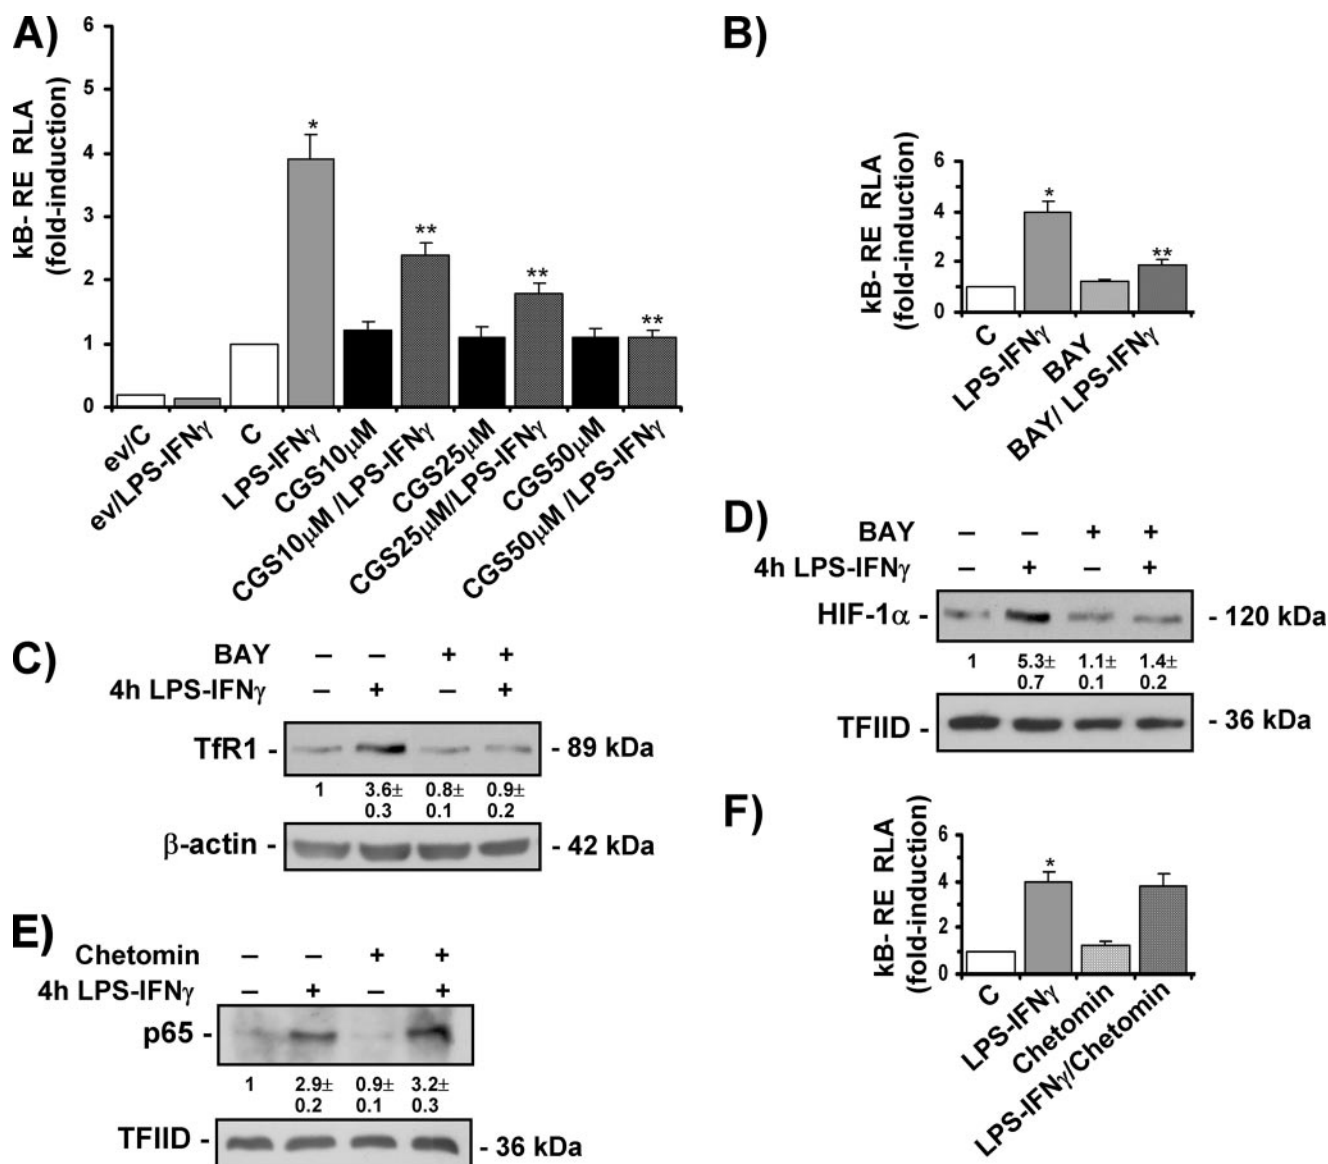 A)
kB- RE RLA
(fold-induction)
6
5
4
3
2
1
0
*
**
**
**
ev/C
ev/LPS-IFNγ
C
LPS-IFNγ
CGS10μM
CGS10μM /LPS-IFNγ
CGS25μM
CGS25μM/LPS-IFNγ
CGS50μM
CGS50μM /LPS-IFNγ
B)
kB- RE RLA
(fold-induction)
6
4
2
0
*
**
C
LPS-IFNγ
BAY
BAY/ LPS-IFNγ
C)
BAY – – + +
4h LPS-IFNγ – + – +
TfR1 - - 89 kDa
1 3.6± 0.8± 0.9±
0.3 0.1 0.2
β-actin - - 42 kDa
D)
BAY – – + +
4h LPS-IFNγ – + – +
HIF-1α - 120 kDa
1 5.3± 1.1± 1.4±
0.7 0.1 0.2
TFIID - - 36 kDa
E)
Chetomin – – + +
4h LPS-IFNγ – + – +
p65 -
1 2.9± 0.9± 3.2±
0.2 0.1 0.3
TFIID - - 36 kDa
F)
kB- RE RLA
(fold-induction)
6
4
2
0
*
C
LPS-IFNγ
Chetomin
LPS-IFNγ/Chetomin